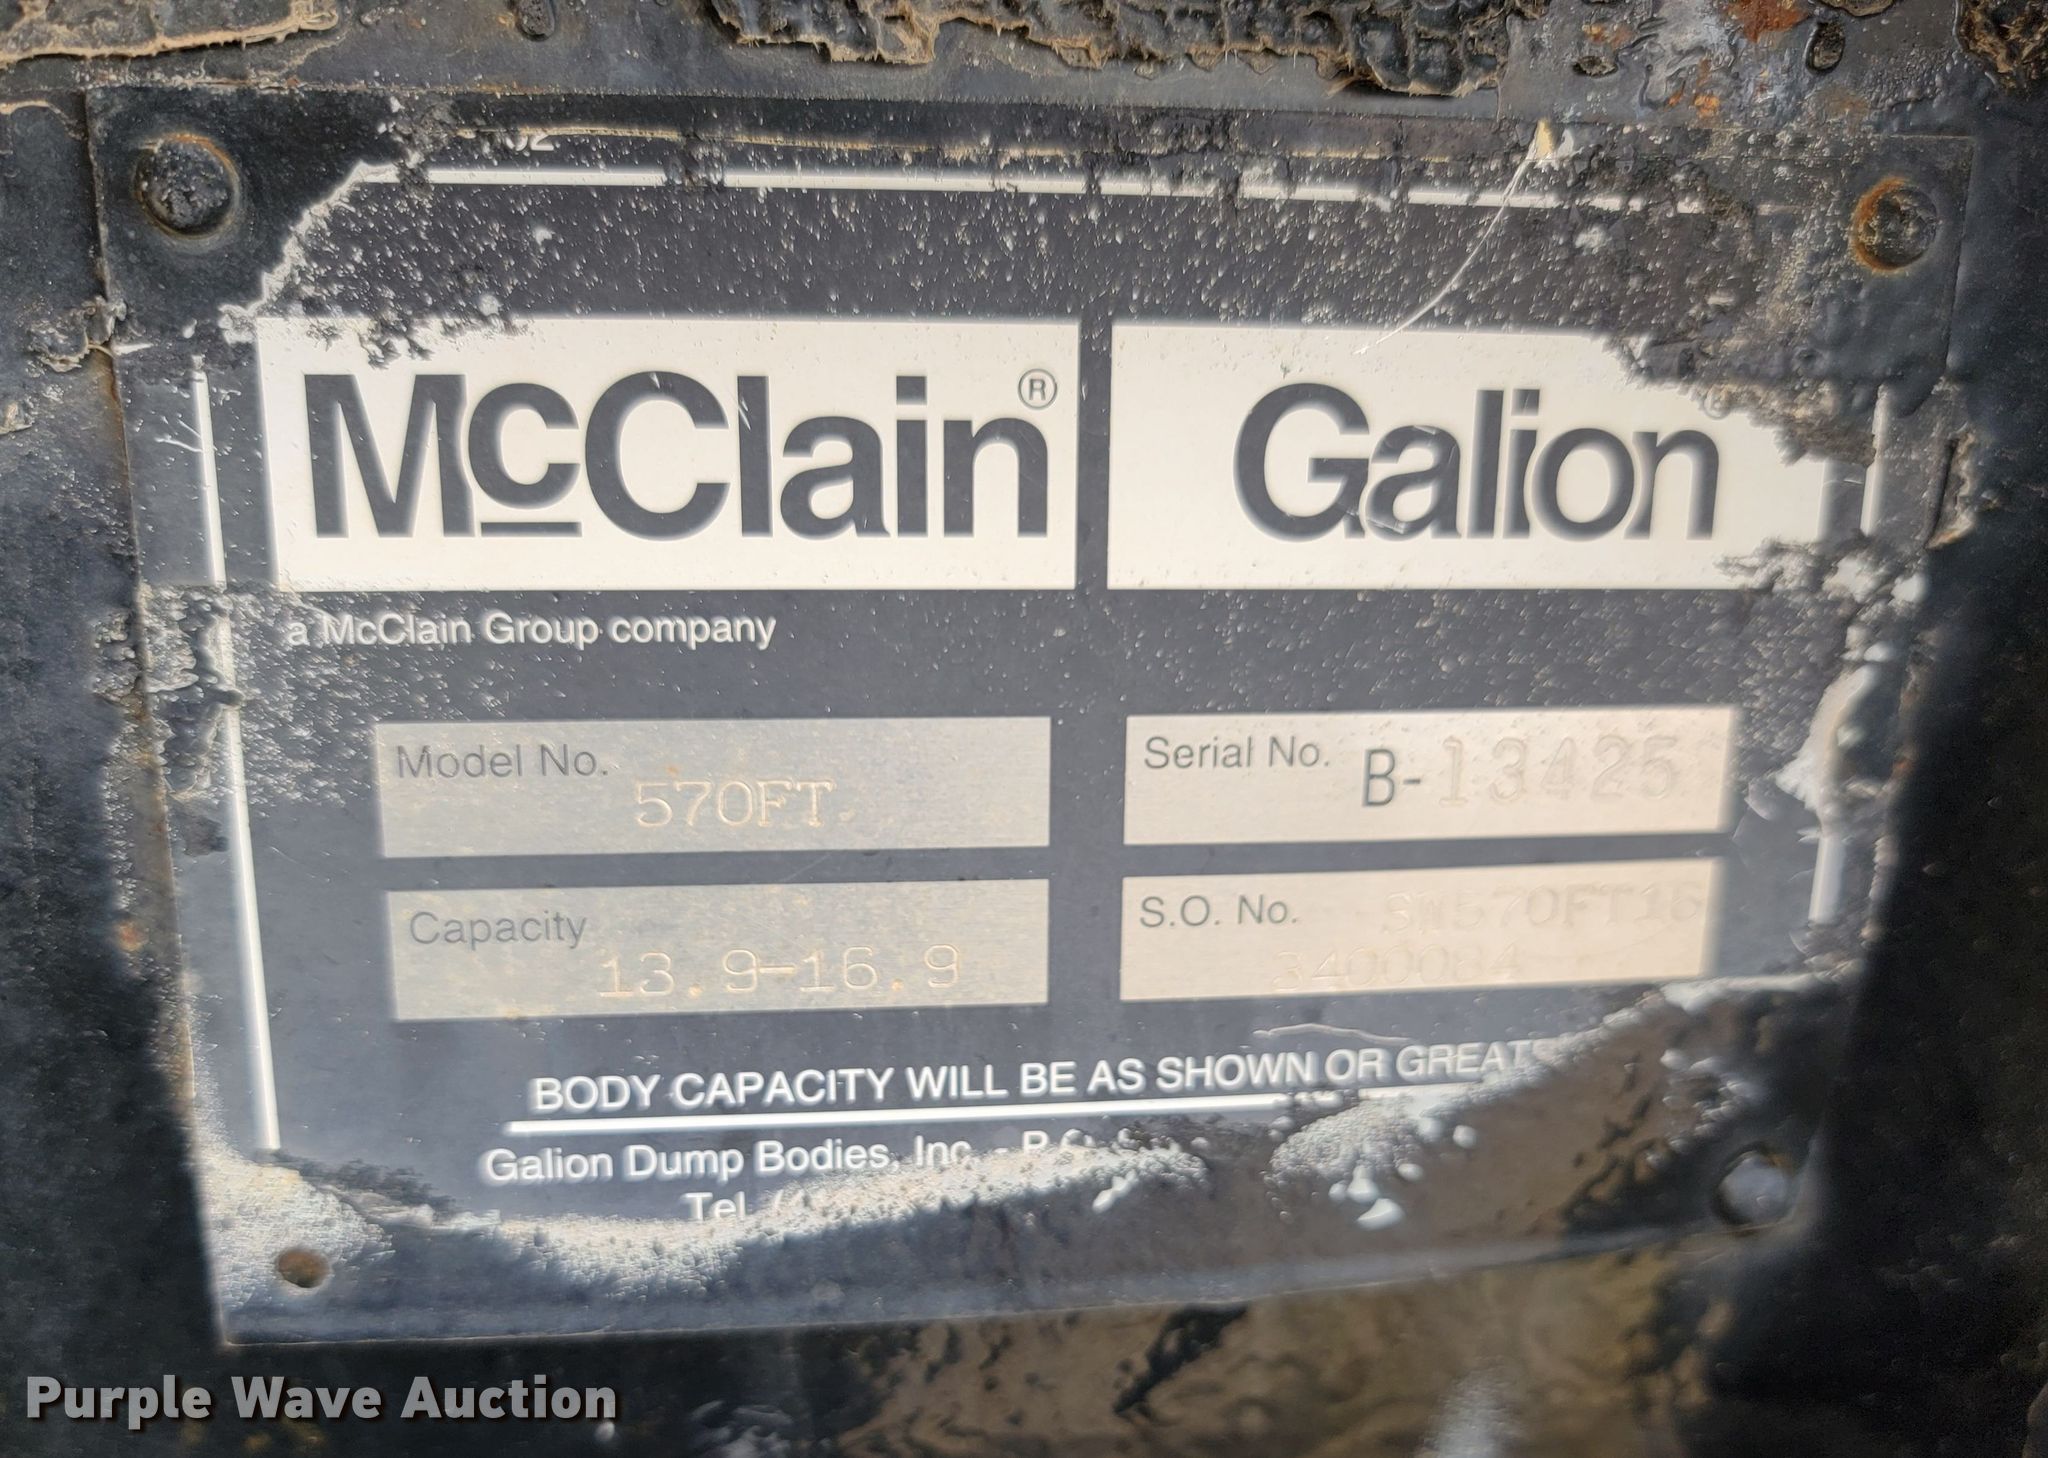 McClain® Galion
a McClain Group company
Model No. 570FT. Serial No. B-13425
Capacity 13.9-16.9 S.O. No. SW570FT16
3400084
BODY CAPACITY WILL BE AS SHOWN OR
Galion Dump Bodies, Inc. -
Tel.
Purple Wave Auction